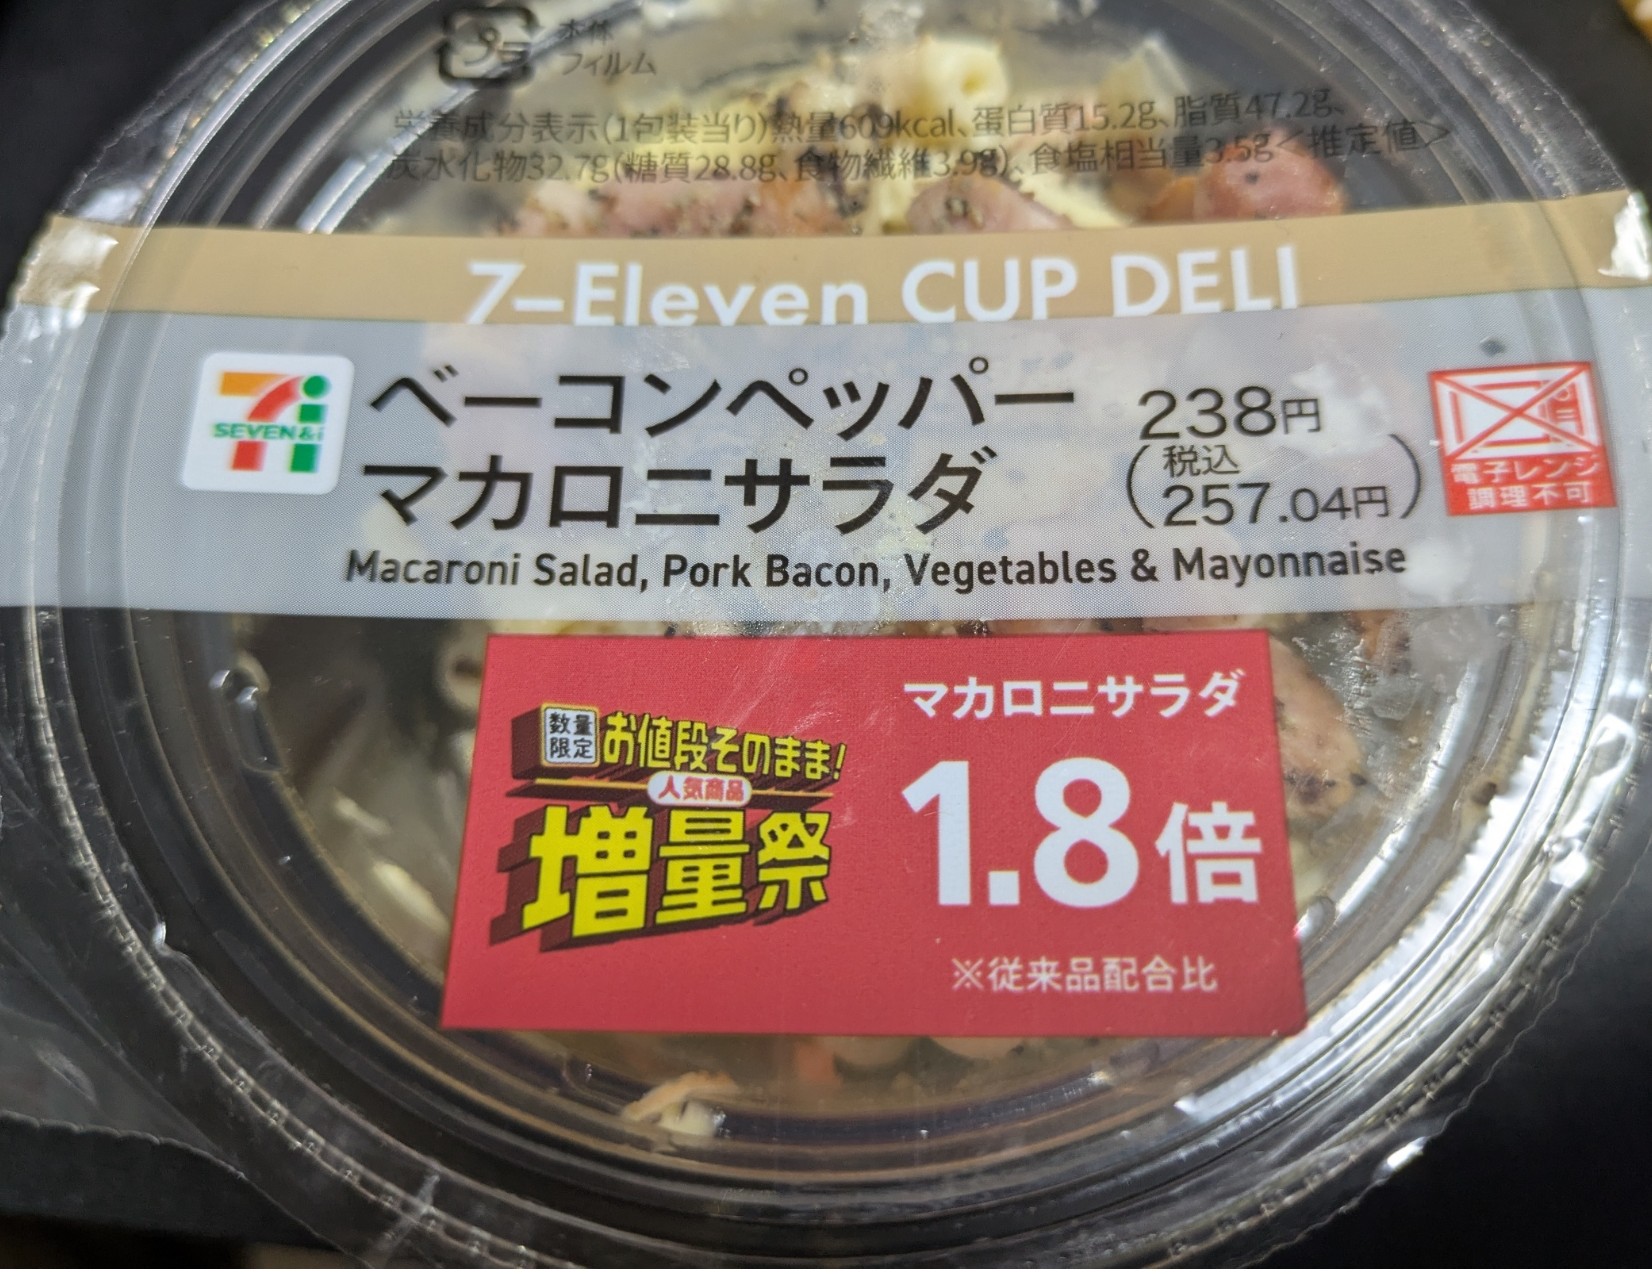 プラ
本体
フィルム
栄養成分表示(1包装当り)熱量609kcal、蛋白質15.2g、脂質47.2g、
炭水化物32.7g(糖質28.8g、食物繊維3.9g)、食塩相当量3.5g<推定値>
7-Eleven CUP DELI
SEVEN&i
ベーコンペッパー
マカロニサラダ
238円
(税込
257.04円)
電子レンジ
調理不可
Macaroni Salad, Pork Bacon, Vegetables & Mayonnaise
数量
限定
お値段そのまま!
人気商品
増量祭
マカロニサラダ
1.8倍
※従来品配合比